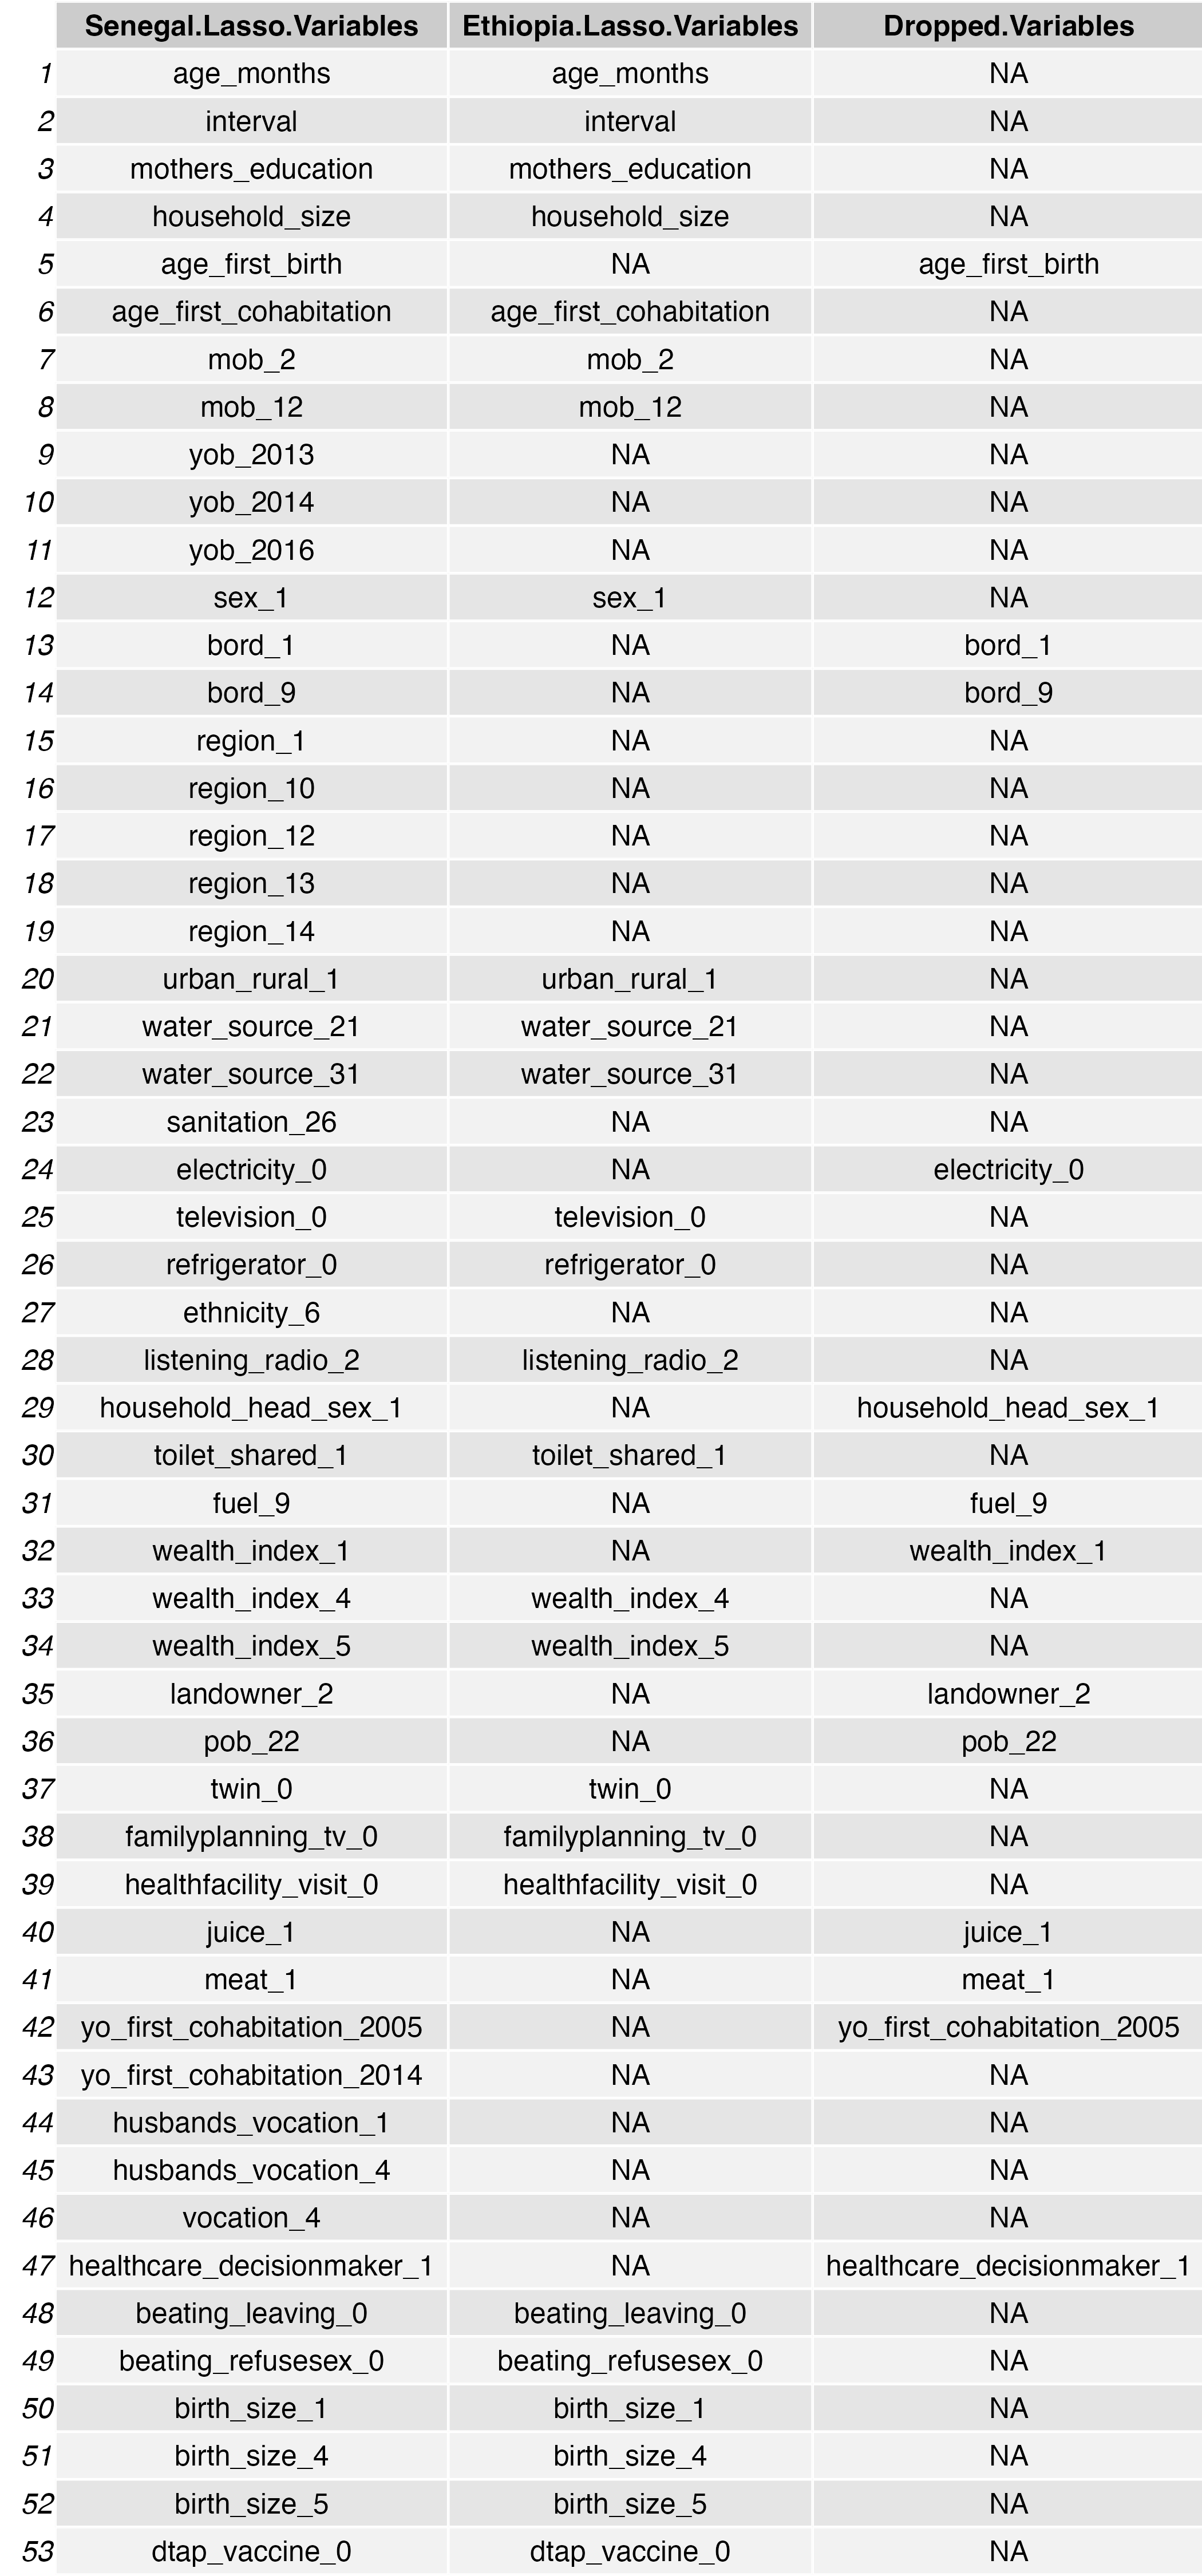 Senegal.Lasso.Variables Ethiopia.Lasso.Variables Dropped.Variables
1 age_months age_months NA
2 interval interval NA
3 mothers_education mothers_education NA
4 household_size household_size NA
5 age_first_birth NA age_first_birth
6 age_first_cohabitation age_first_cohabitation NA
7 mob_2 mob_2 NA
8 mob_12 mob_12 NA
9 yob_2013 NA NA
10 yob_2014 NA NA
11 yob_2016 NA NA
12 sex_1 sex_1 NA
13 bord_1 NA bord_1
14 bord_9 NA bord_9
15 region_1 NA NA
16 region_10 NA NA
17 region_12 NA NA
18 region_13 NA NA
19 region_14 NA NA
20 urban_rural_1 urban_rural_1 NA
21 water_source_21 water_source_21 NA
22 water_source_31 water_source_31 NA
23 sanitation_26 NA NA
24 electricity_0 NA electricity_0
25 television_0 television_0 NA
26 refrigerator_0 refrigerator_0 NA
27 ethnicity_6 NA NA
28 listening_radio_2 listening_radio_2 NA
29 household_head_sex_1 NA household_head_sex_1
30 toilet_shared_1 toilet_shared_1 NA
31 fuel_9 NA fuel_9
32 wealth_index_1 NA wealth_index_1
33 wealth_index_4 wealth_index_4 NA
34 wealth_index_5 wealth_index_5 NA
35 landowner_2 NA landowner_2
36 pob_22 NA pob_22
37 twin_0 twin_0 NA
38 familyplanning_tv_0 familyplanning_tv_0 NA
39 healthfacility_visit_0 healthfacility_visit_0 NA
40 juice_1 NA juice_1
41 meat_1 NA meat_1
42 yo_first_cohabitation_2005 NA yo_first_cohabitation_2005
43 yo_first_cohabitation_2014 NA NA
44 husbands_vocation_1 NA NA
45 husbands_vocation_4 NA NA
46 vocation_4 NA NA
47 healthcare_decisionmaker_1 NA healthcare_decisionmaker_1
48 beating_leaving_0 beating_leaving_0 NA
49 beating_refusesex_0 beating_refusesex_0 NA
50 birth_size_1 birth_size_1 NA
51 birth_size_4 birth_size_4 NA
52 birth_size_5 birth_size_5 NA
53 dtap_vaccine_0 dtap_vaccine_0 NA